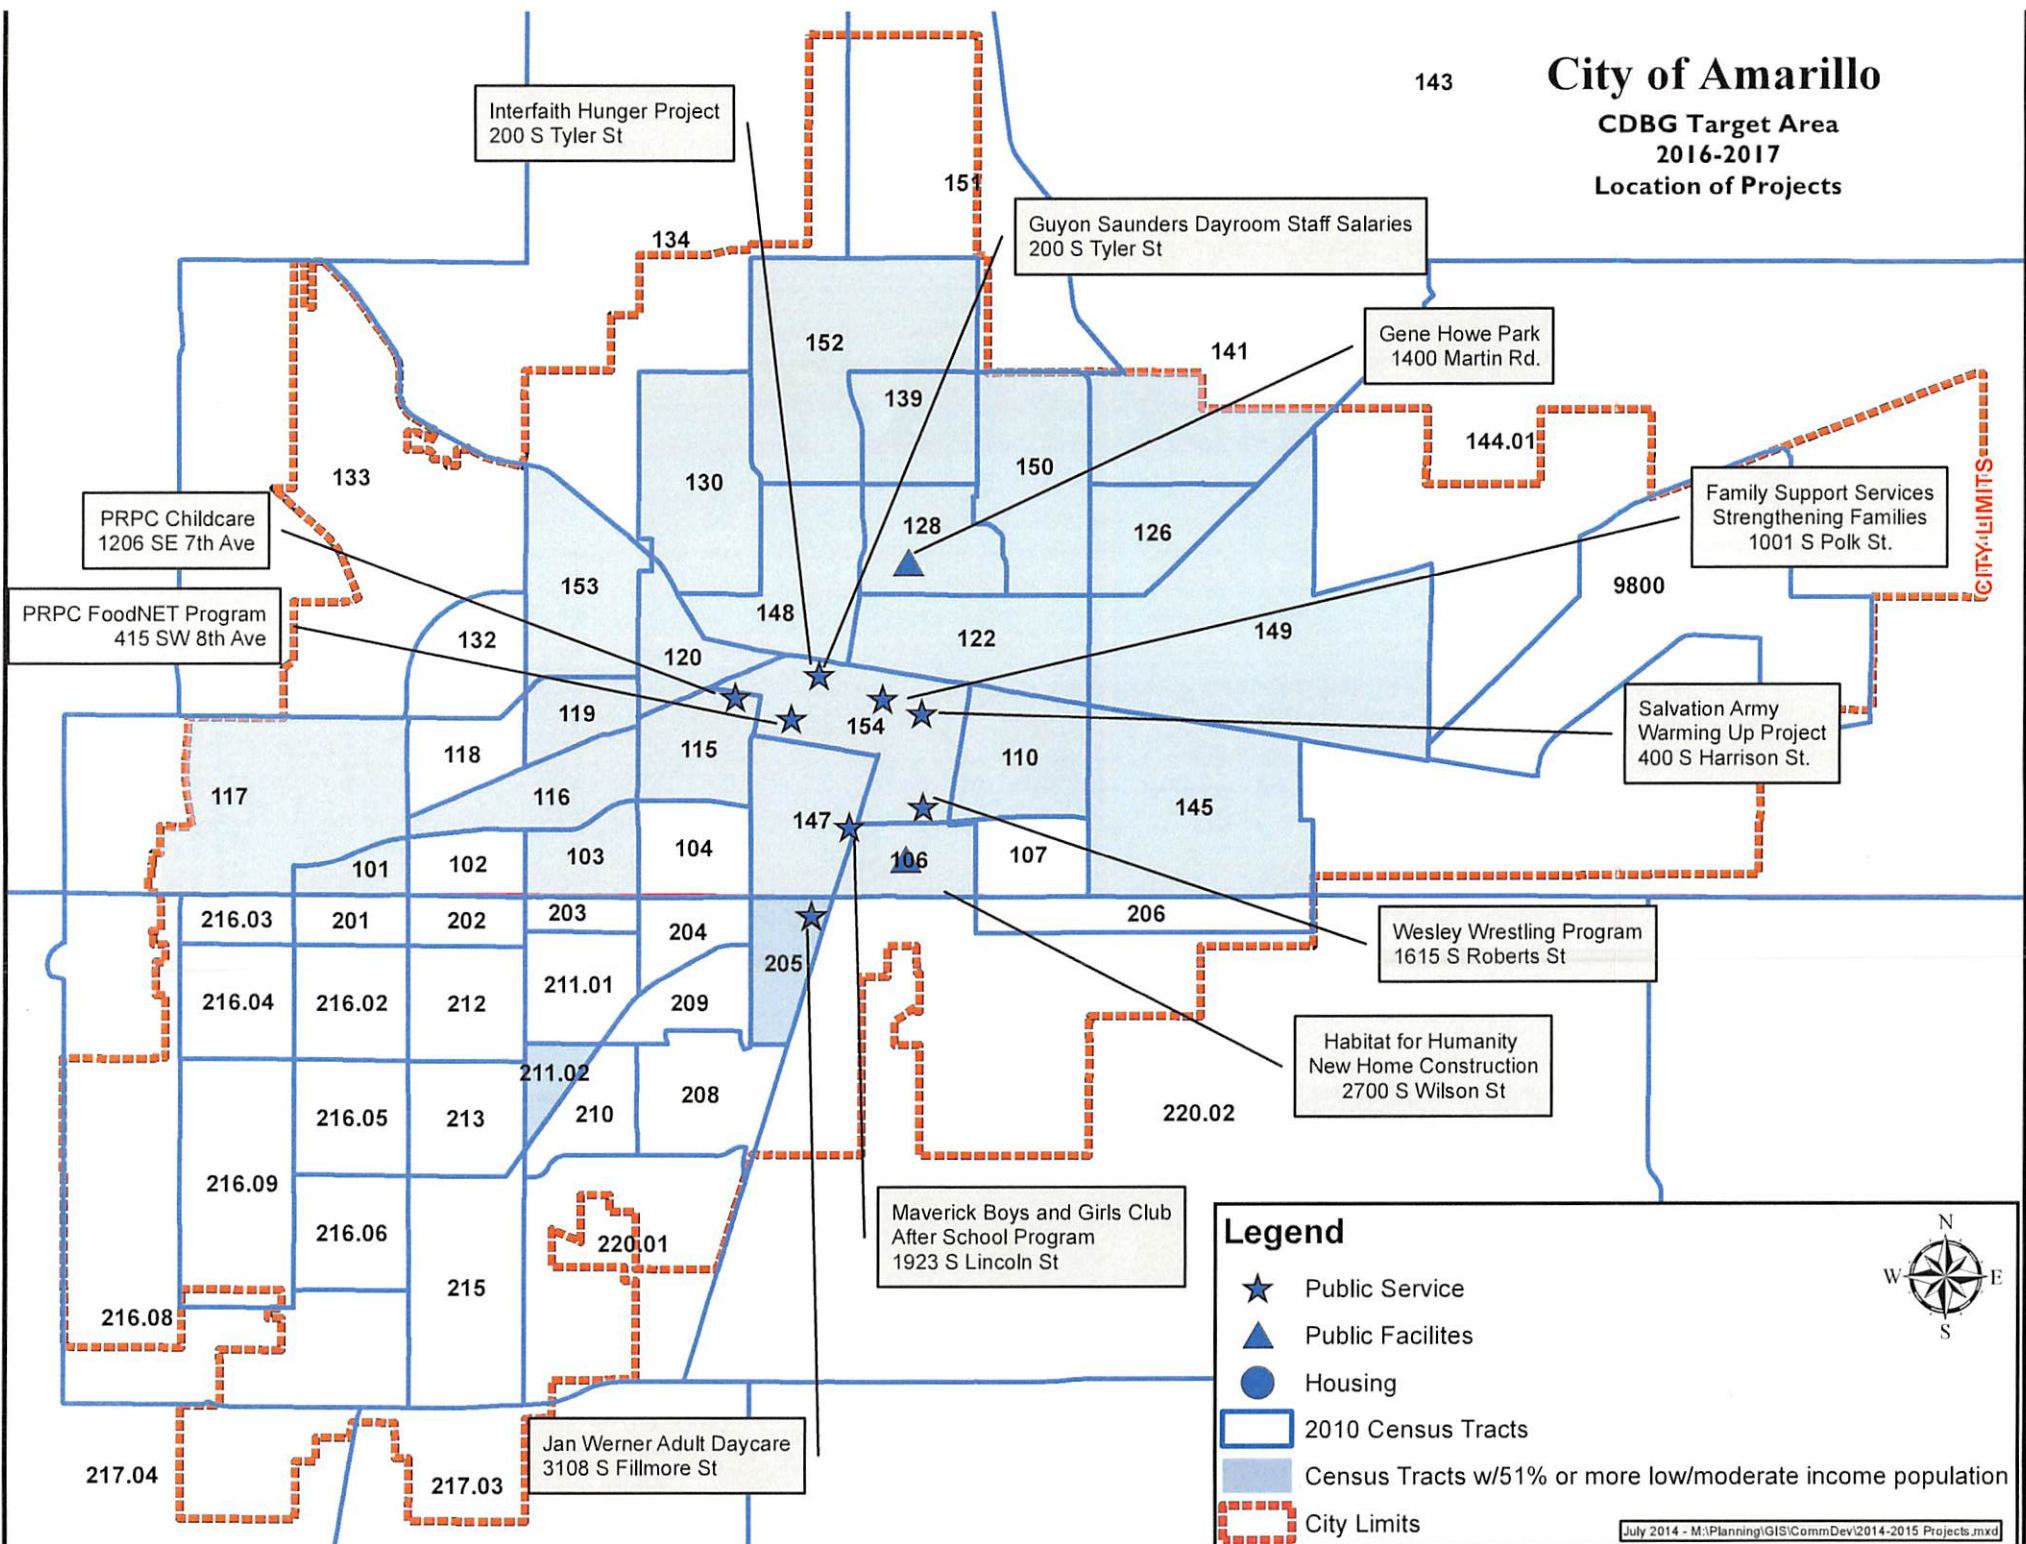 143
City of Amarillo
CDBG Target Area
2016-2017
Location of Projects
Interfaith Hunger Project
200 S Tyler St
151
134
Guyon Saunders Dayroom Staff Salaries
200 S Tyler St
Gene Howe Park
1400 Martin Rd.
152
141
139
144.01
150
130
133
Family Support Services
Strengthening Families
1001 S Polk St.
CITY LIMITS
PRPC Childcare
1206 SE 7th Ave
128
126
153
9800
PRPC FoodNET Program
415 SW 8th Ave
148
132
122
149
120
119
154
Salvation Army
Warming Up Project
400 S Harrison St.
118
115
110
117
116
145
147
104
103
107
106
102
101
216.03
201
202
203
204
206
205
Wesley Wrestling Program
1615 S Roberts St
211.01
216.04
216.02
212
209
Habitat for Humanity
New Home Construction
2700 S Wilson St
211.02
208
210
216.05
213
220.02
216.09
Maverick Boys and Girls Club
After School Program
1923 S Lincoln St
216.06
220.01
215
216.08
Jan Werner Adult Daycare
3108 S Fillmore St
217.04
217.03
Legend
N
W
E
S
Public Service
Public Facilites
Housing
2010 Census Tracts
Census Tracts w/51% or more low/moderate income population
City Limits
July 2014 - M:\Planning\GIS\CommDev\2014-2015 Projects.mxd